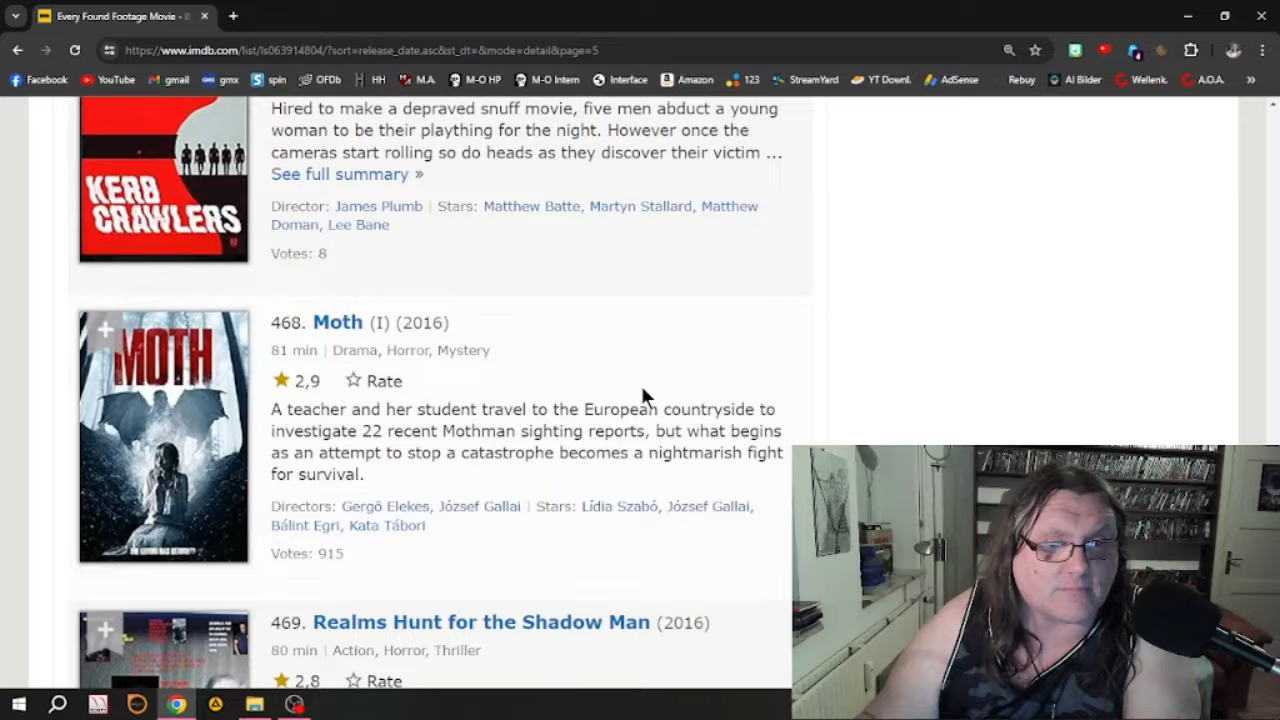 Every Found Footage Movie -
https://www.imdb.com/list/ls063914804/?sort=release_date.asc&st_dt=&mode=detail&page=5
Facebook YouTube gmail gmx spin OFDb HH M.A M-O HP M-O Intern Interface Amazon 123 StreamYard YT Downl. AdSense Rebuy AI Bilder Wellenk. A.O.A. »
KERB
CRAWLERS
Hired to make a depraved snuff movie, five men abduct a young
woman to be their plaything for the night. However once the
cameras start rolling so do heads as they discover their victim ...
See full summary »
Director: James Plumb | Stars: Matthew Batte, Martyn Stallard, Matthew
Doman, Lee Bane
Votes: 8
MOTH
468. Moth (I) (2016)
81 min | Drama, Horror, Mystery
2,9 Rate
A teacher and her student travel to the European countryside to
investigate 22 recent Mothman sighting reports, but what begins
as an attempt to stop a catastrophe becomes a nightmarish fight
for survival.
Directors: Gergö Elekes, József Gallai | Stars: Lídia Szabó, József Gallai,
Bálint Egri, Kata Tábori
Votes: 915
469. Realms Hunt for the Shadow Man (2016)
80 min | Action, Horror, Thriller
2,8 Rate